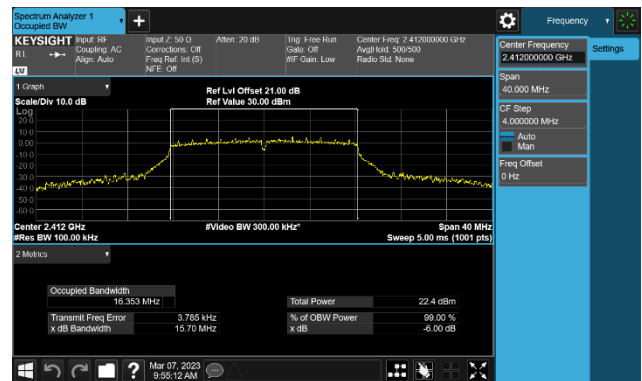 Spectrum Analyzer 1
Occupied BW
Frequency
KEYSIGHT Input: RF Input Z: 50 Ω Atten: 20 dB Trig: Free Run Center Freq: 2.412000000 GHz
RL Coupling: AC Corrections: Off Gate: Off Avg|Hold: 500/500
Align: Auto Freq Ref: Int (S) #IF Gain: Low Radio Std: None
NFE: Off
LXI
Center Frequency
2.412000000 GHz
Settings
Span
40.000 MHz
CF Step
4.000000 MHz
Auto
Man
Freq Offset
0 Hz
1 Graph
Ref Lvl Offset 21.00 dB
Scale/Div 10.0 dB Ref Value 30.00 dBm
Log
20.0
10.0
0.00
-10.0
-20.0
-30.0
-40.0
-50.0
-60.0
Center 2.412 GHz #Video BW 300.00 kHz* Span 40 MHz
#Res BW 100.00 kHz Sweep 5.00 ms (1001 pts)
2 Metrics
Occupied Bandwidth
16.353 MHz Total Power 22.4 dBm
Transmit Freq Error 3.785 kHz % of OBW Power 99.00 %
x dB Bandwidth 15.70 MHz x dB -6.00 dB
Mar 07, 2023
9:55:12 AM